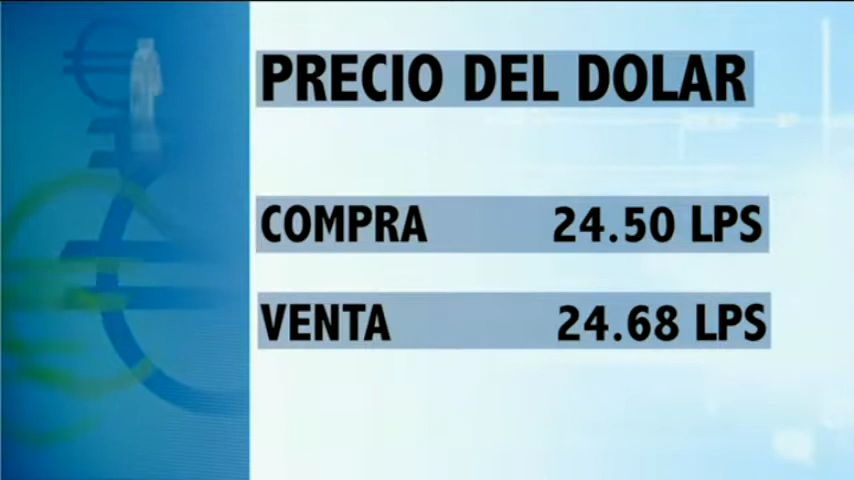 PRECIO DEL DOLAR
COMPRA 24.50 LPS
VENTA 24.68 LPS